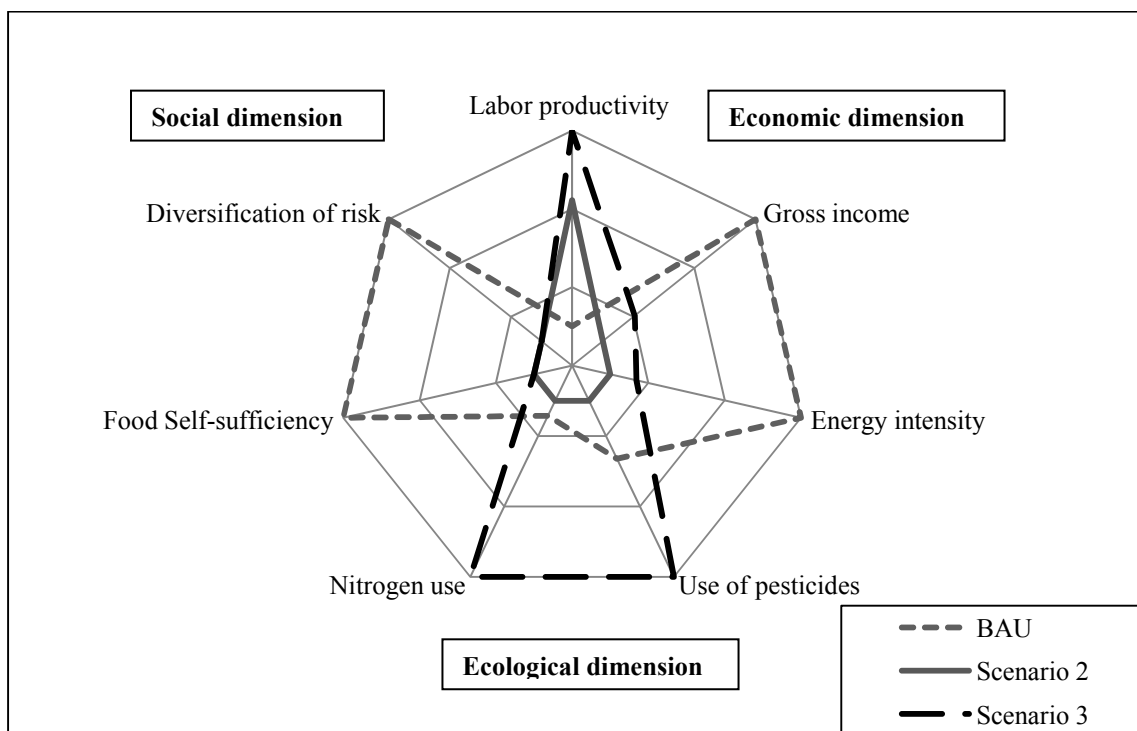 Labor productivity
Social dimension
Economic dimension
Diversification of risk
Gross income
Food Self-sufficiency
Energy intensity
Nitrogen use
Use of pesticides
Ecological dimension
BAU
Scenario 2
Scenario 3